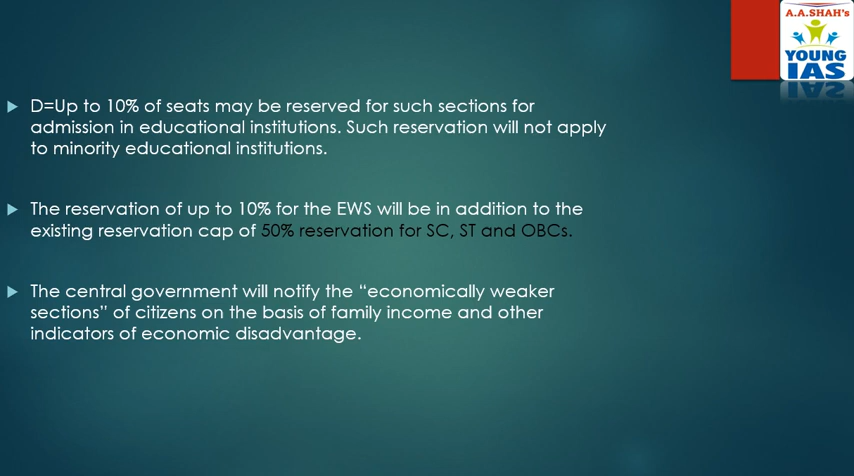 A.A.SHAH's
YOUNG
IAS
D=Up to 10% of seats may be reserved for such sections for
admission in educational institutions. Such reservation will not apply
to minority educational institutions.
The reservation of up to 10% for the EWS will be in addition to the
existing reservation cap of 50% reservation for SC, ST and OBCs.
The central government will notify the “economically weaker
sections” of citizens on the basis of family income and other
indicators of economic disadvantage.